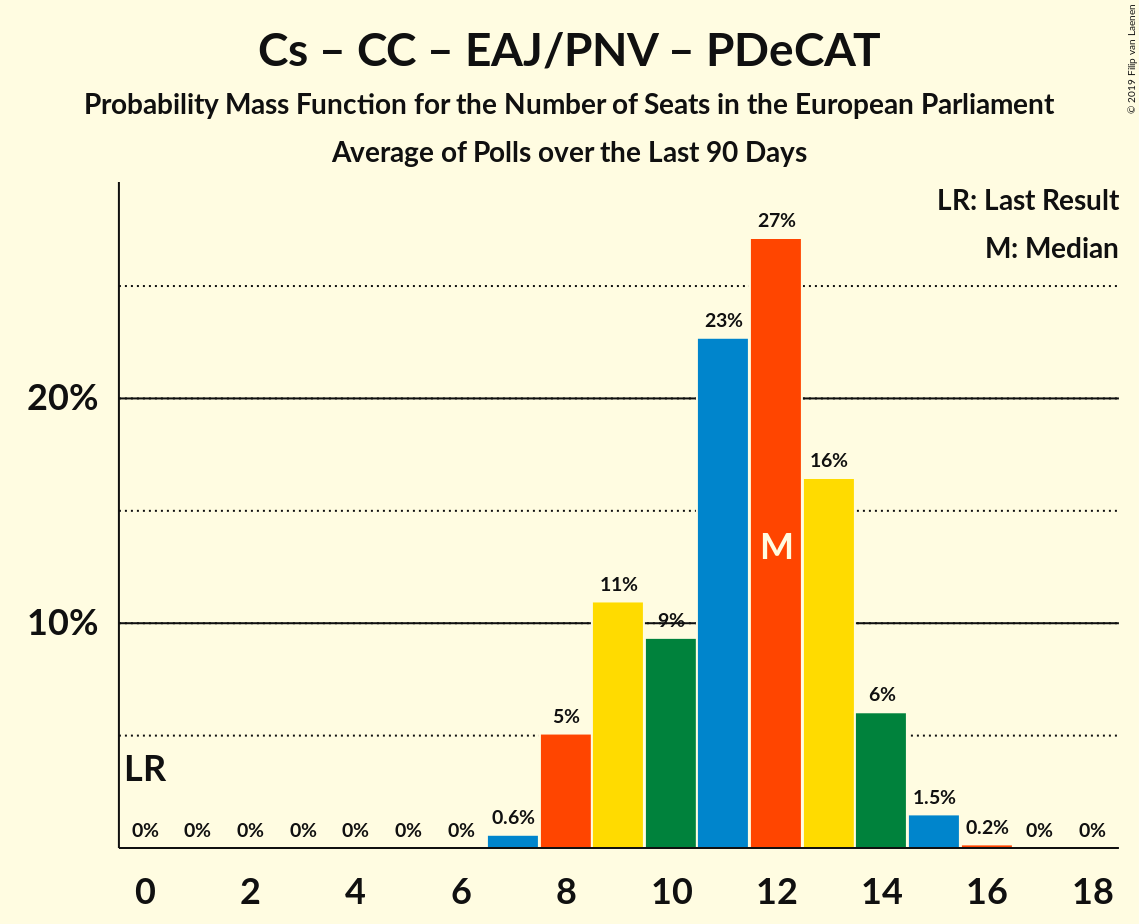 Cs – CC – EAJ/PNV – PDeCAT
Probability Mass Function for the Number of Seats in the European Parliament
Average of Polls over the Last 90 Days
© 2019 Filip van Laenen
LR: Last Result
M: Median
27%
23%
20%
16%
M
11%
9%
10%
6%
5%
LR
1.5%
0.6%
0.2%
0% 0% 0% 0% 0% 0% 0% 0% 0%
0 2 4 6 8 10 12 14 16 18